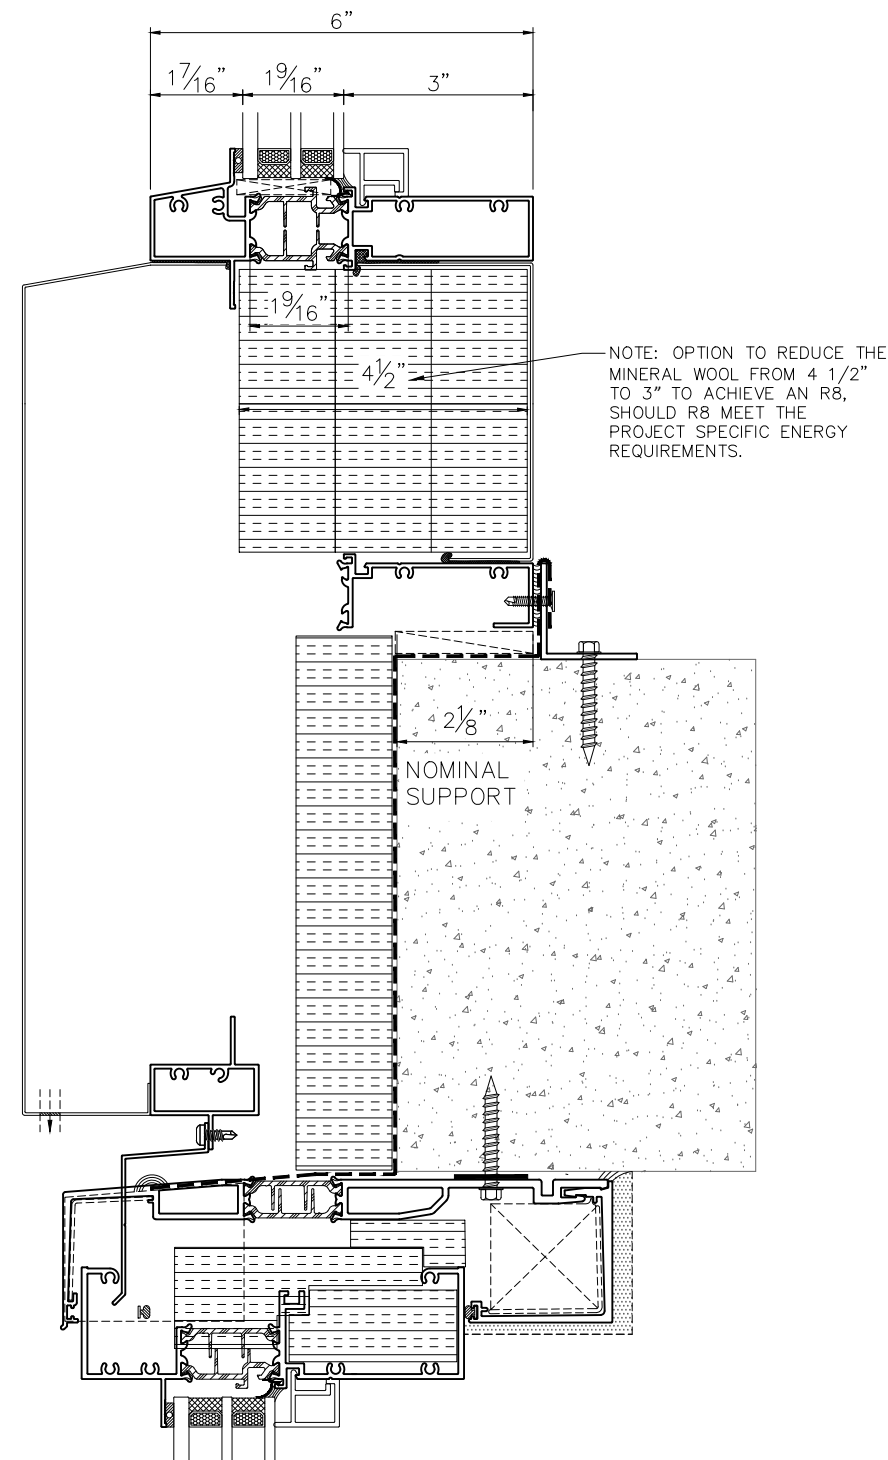 6”
1 7/16” 1 9/16” 3”
1 9/16”
4 1/2”
NOTE: OPTION TO REDUCE THE
MINERAL WOOL FROM 4 1/2”
TO 3” TO ACHIEVE AN R8,
SHOULD R8 MEET THE
PROJECT SPECIFIC ENERGY
REQUIREMENTS.
2 1/8”
NOMINAL
SUPPORT